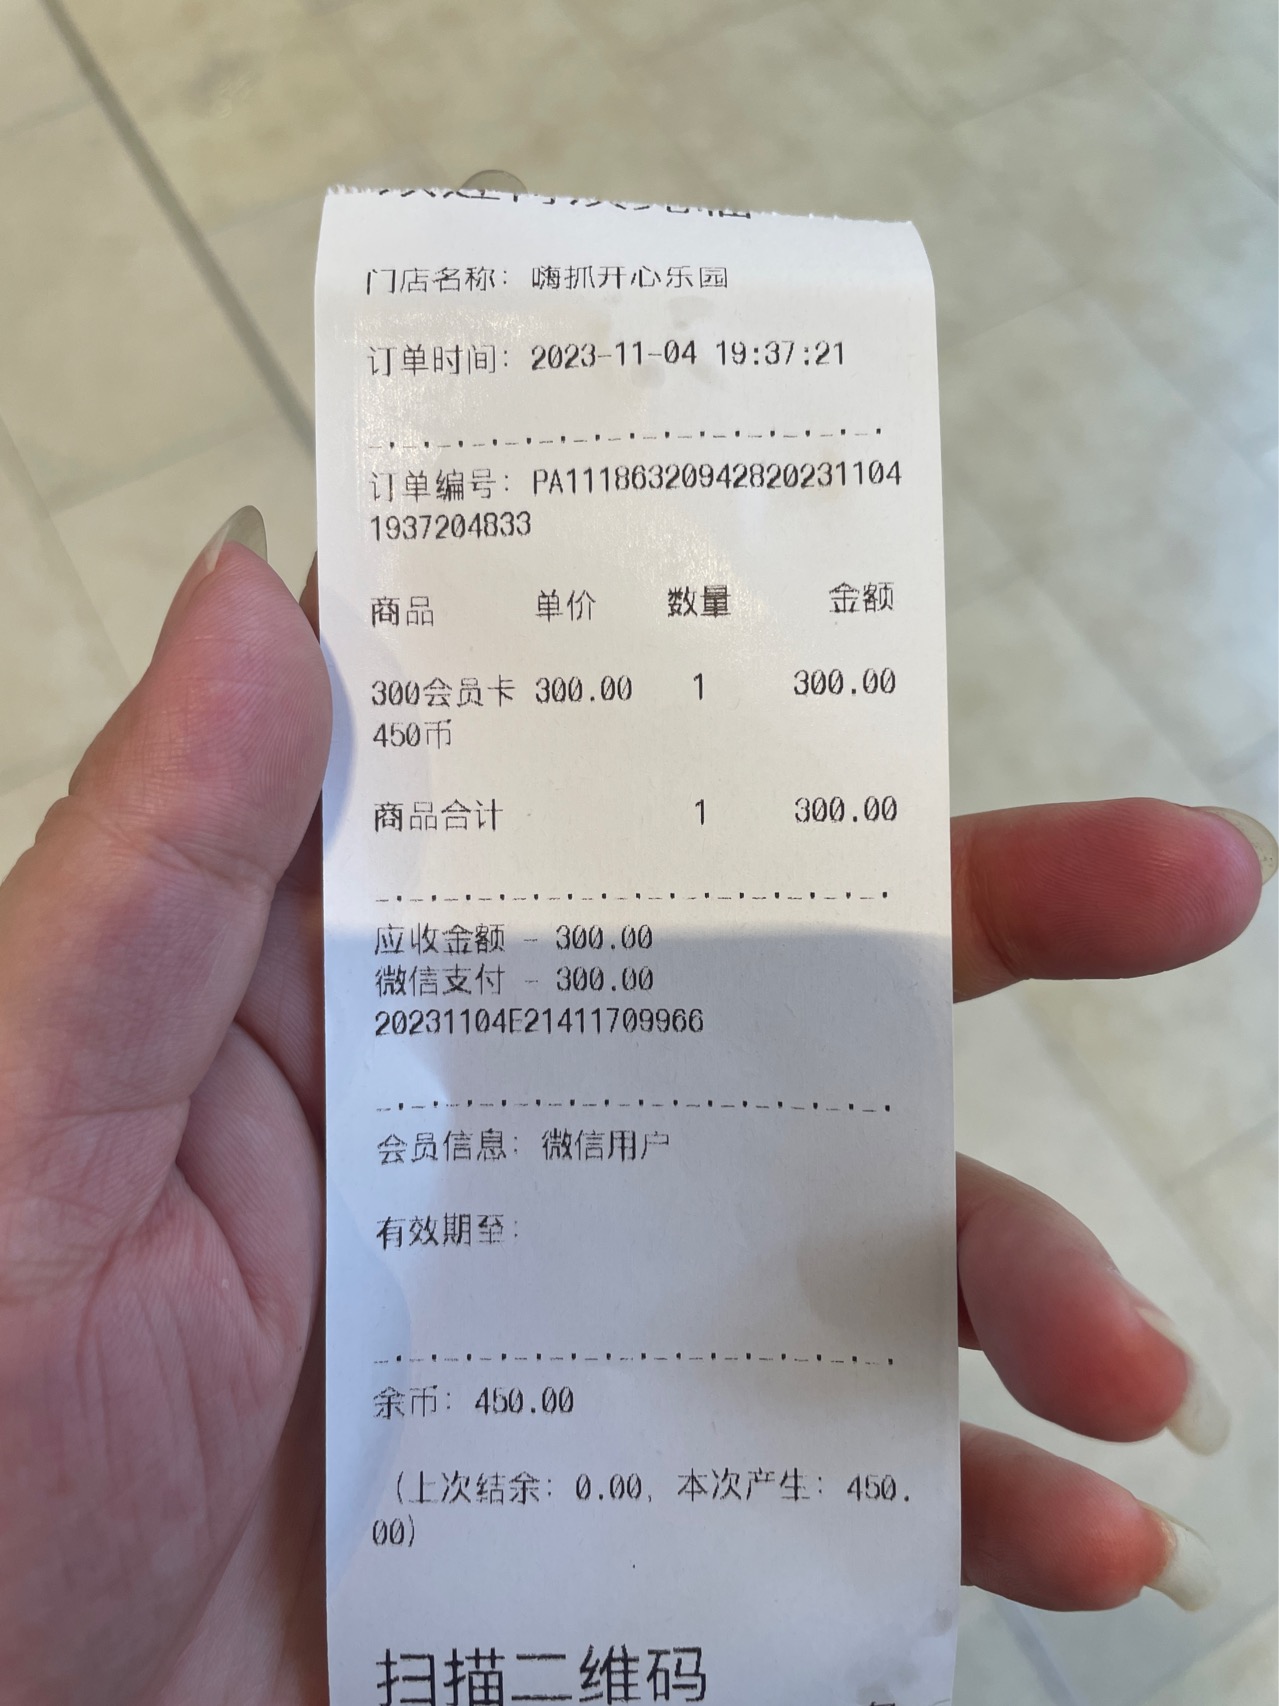 门店名称：嗨抓开心乐园
订单时间：2023-11-04 19:37:21
订单编号：PA11186320942820231104
1937204833
商品 单价 数量 金额
300会员卡 300.00 1 300.00
450币
商品合计 1 300.00
应收金额 - 300.00
微信支付 - 300.00
20231104E21411709966
会员信息：微信用户
有效期至：
余币：450.00
（上次结余：0.00，本次产生：450.
00）
扫描二维码